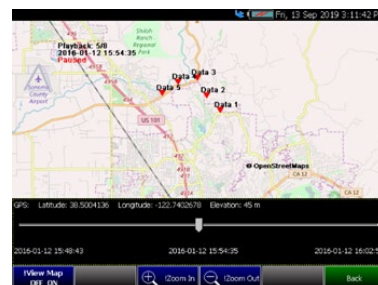 Fri, 13 Sep 2019 3:11:42 P
Shiloh
Ranch
Regional
Park
Playback: 5/8
2016-01-12 15:54:35
Paused
Data 3
Data 5
Data 2
Data 1
Sonoma
County
Airport
US 101
© OpenStreetMaps
CA 12
CA 12
GPS: Latitude: 38.5004136 Longitude: -122.7402678 Elevation: 45 m
2016-01-12 15:48:43 2016-01-12 15:54:35 2016-01-12 16:02:5
!View Map
OFF ON
!Zoom In
!Zoom Out
Back